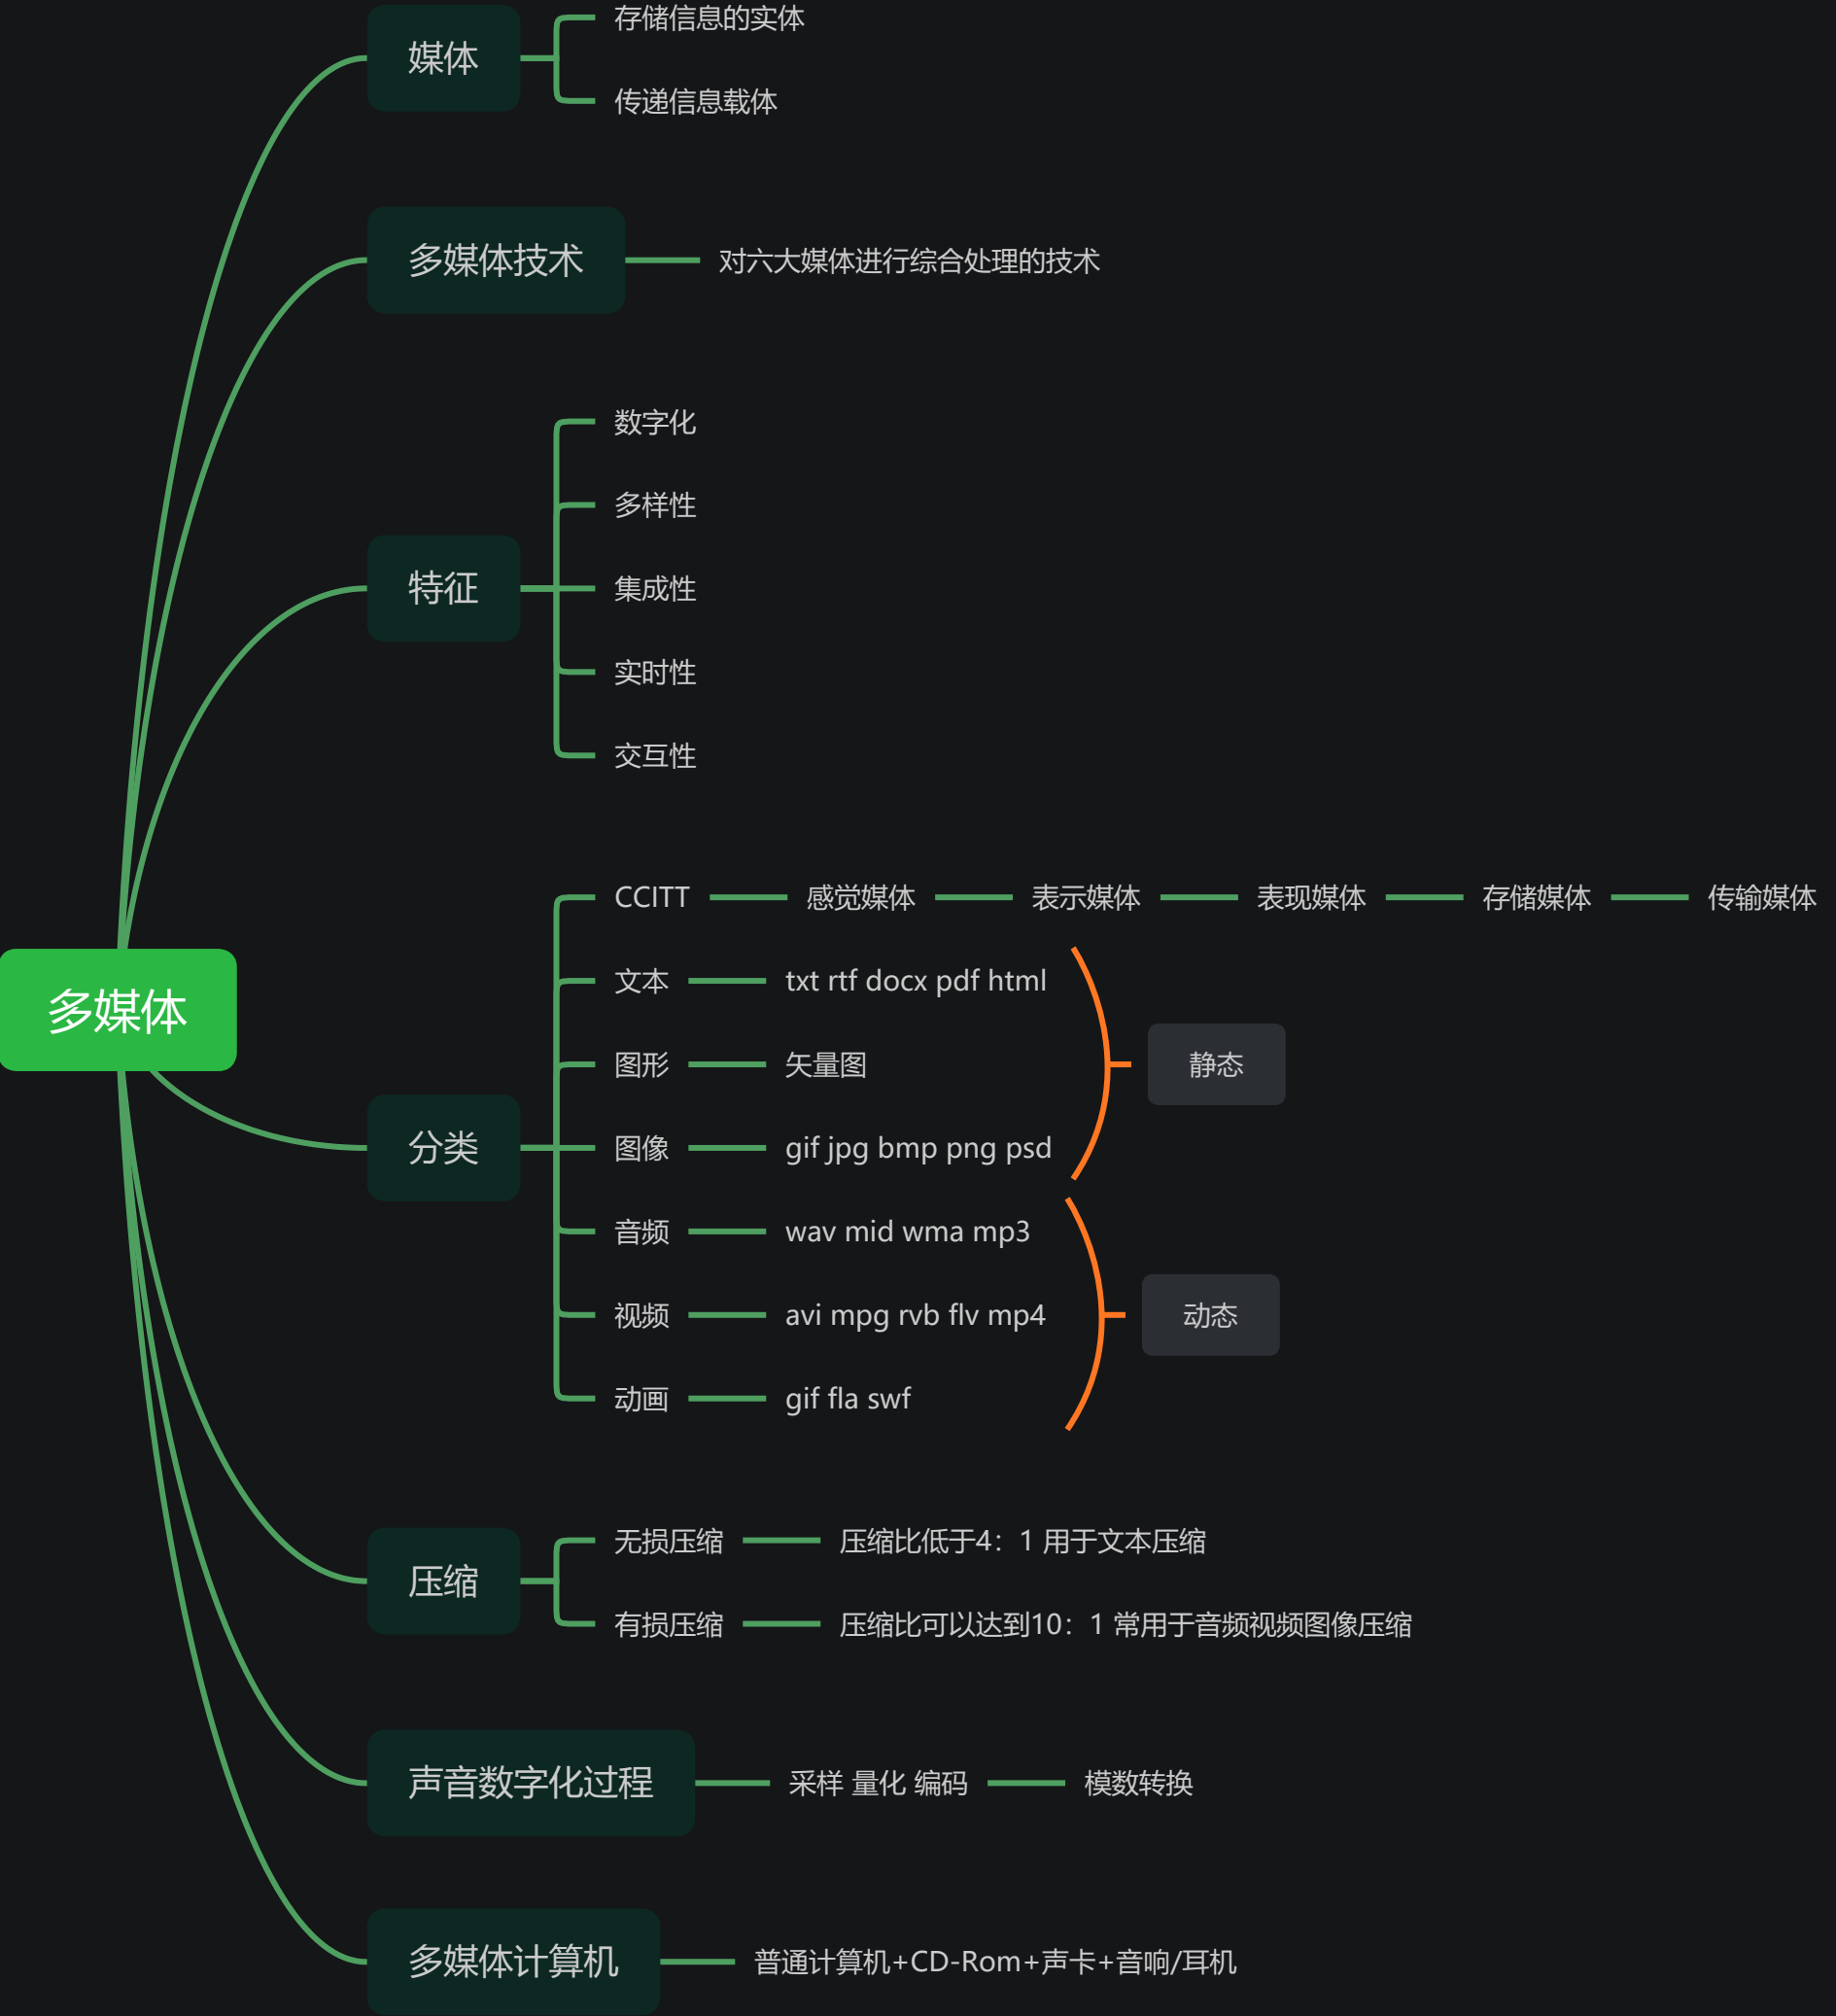 媒体
存储信息的实体
传递信息载体
多媒体技术
对六大媒体进行综合处理的技术
特征
数字化
多样性
集成性
实时性
交互性
多媒体
分类
CCITT
感觉媒体
表示媒体
表现媒体
存储媒体
传输媒体
文本
txt rtf docx pdf html
图形
矢量图
图像
gif jpg bmp png psd
静态
音频
wav mid wma mp3
视频
avi mpg rvb flv mp4
动画
gif fla swf
动态
压缩
无损压缩
压缩比低于4：1 用于文本压缩
有损压缩
压缩比可以达到10：1 常用于音频视频图像压缩
声音数字化过程
采样 量化 编码
模数转换
多媒体计算机
普通计算机+CD-Rom+声卡+音响/耳机